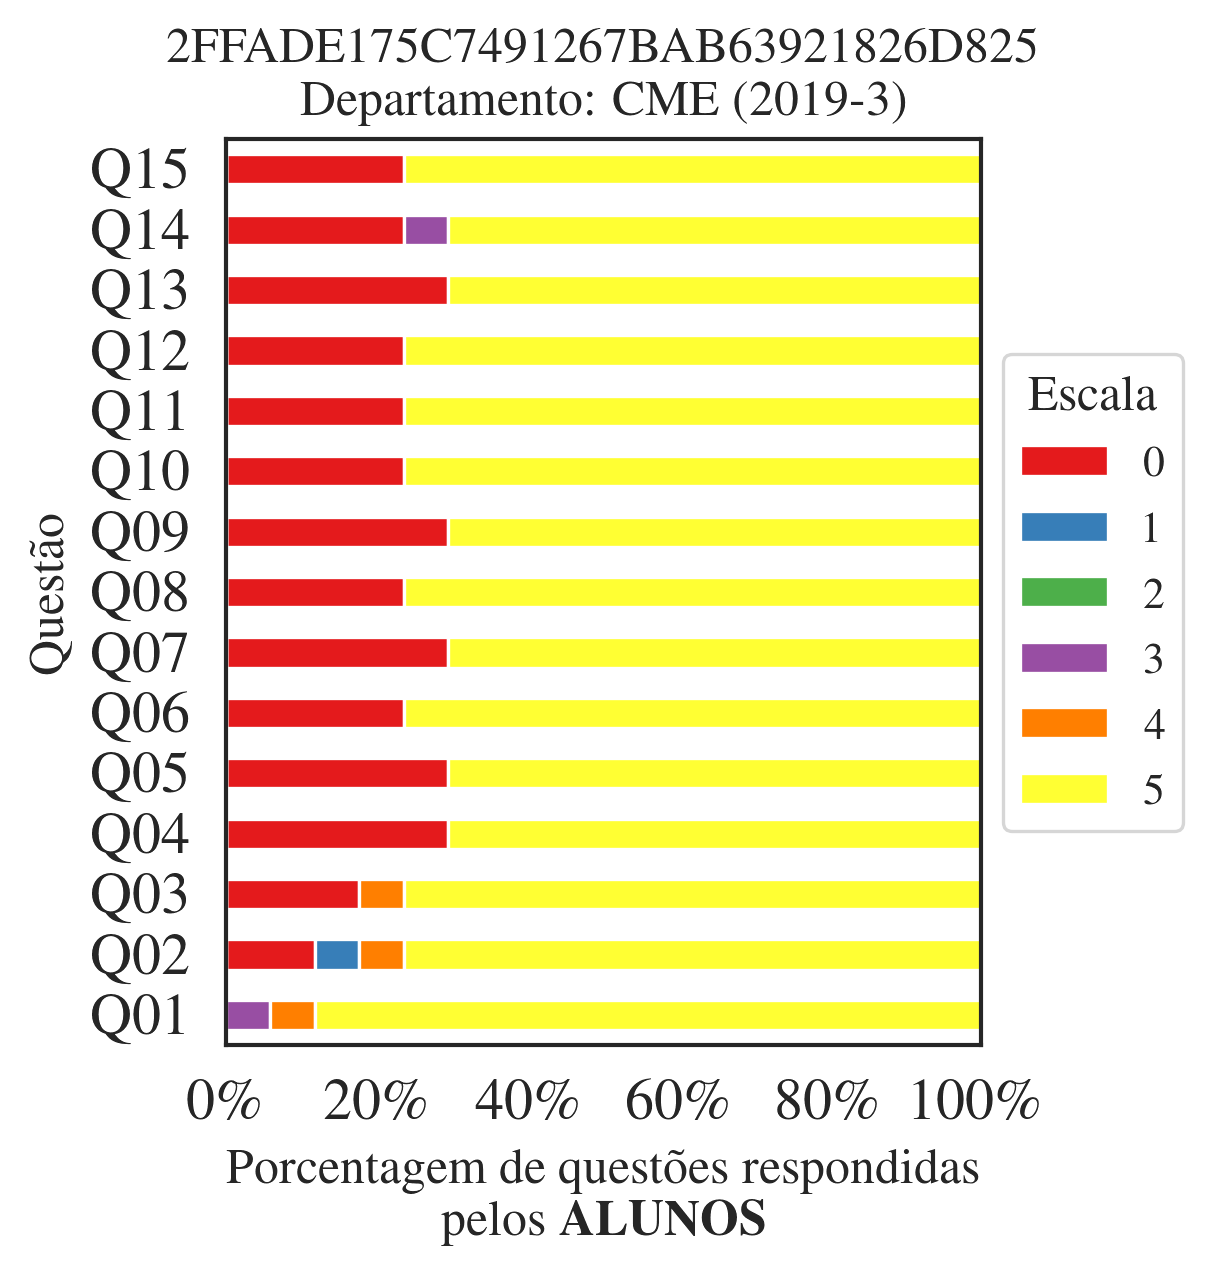 2FFADE175C7491267BAB63921826D825
Departamento: CME (2019-3)
Questão
Q15
Q14
Q13
Q12
Q11
Q10
Q09
Q08
Q07
Q06
Q05
Q04
Q03
Q02
Q01
0% 20% 40% 60% 80% 100%
Porcentagem de questões respondidas
pelos ALUNOS
Escala
0
1
2
3
4
5